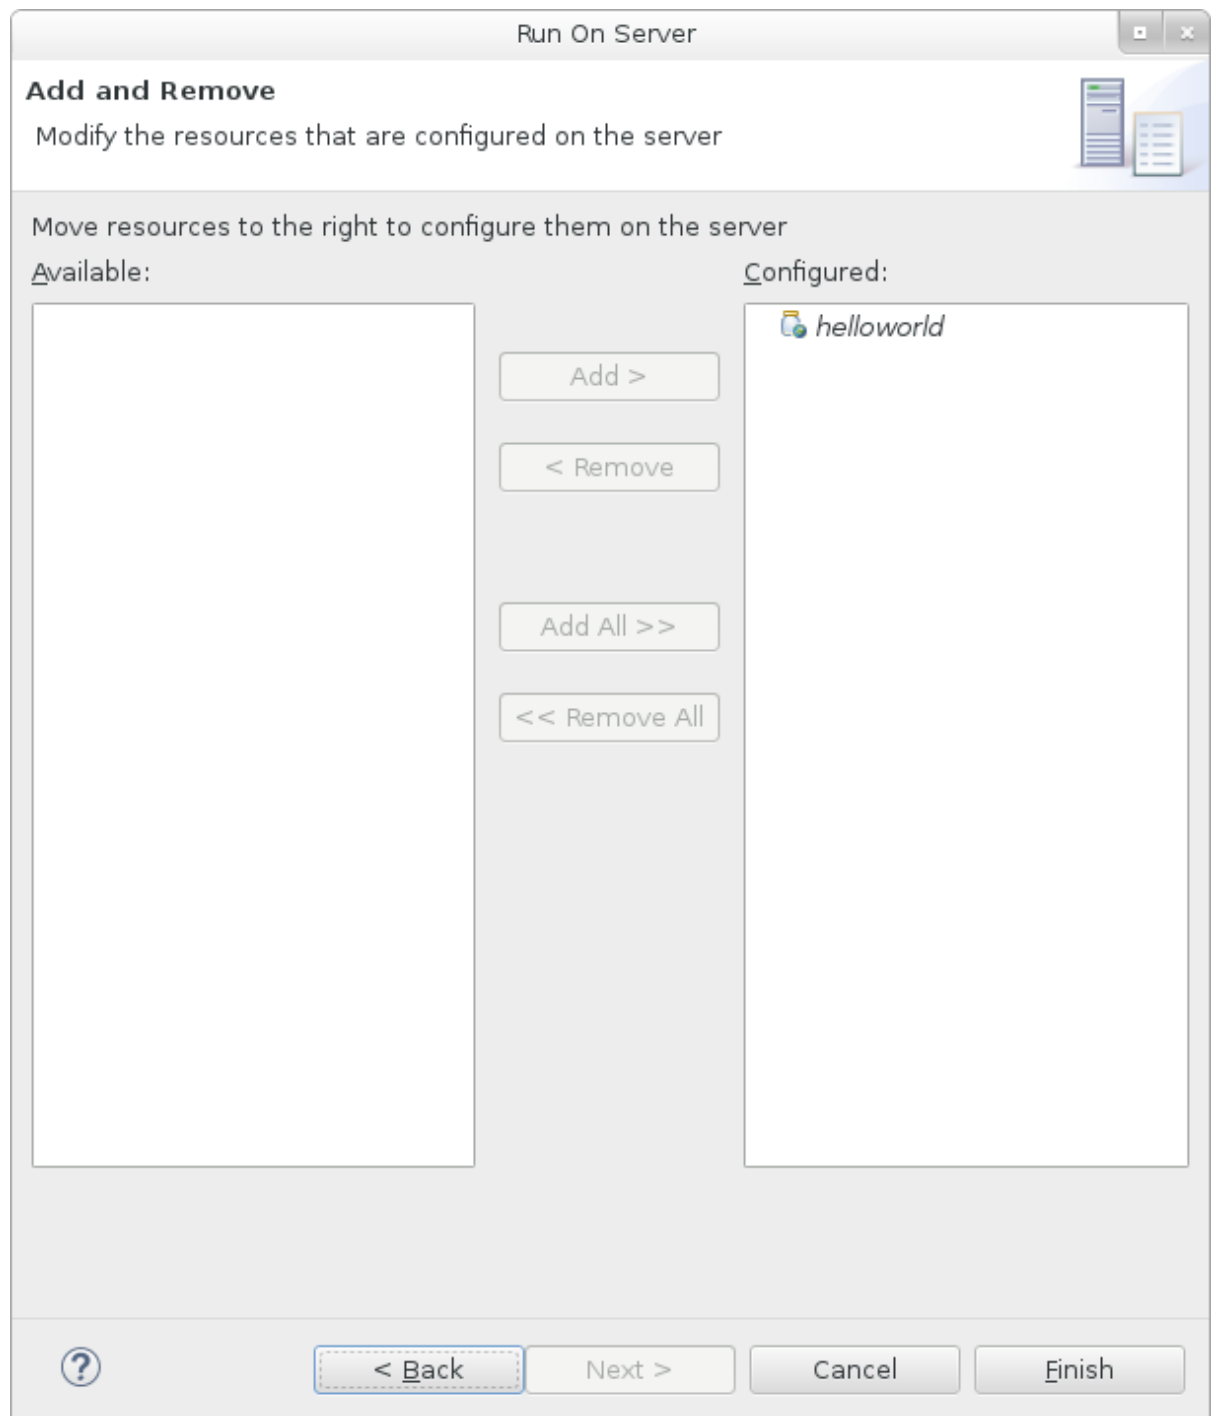 Run On Server
Add and Remove
Modify the resources that are configured on the server
Move resources to the right to configure them on the server
Available:
Configured:
helloworld
Add >
< Remove
Add All >>
<< Remove All
?
< Back
Next >
Cancel
Finish